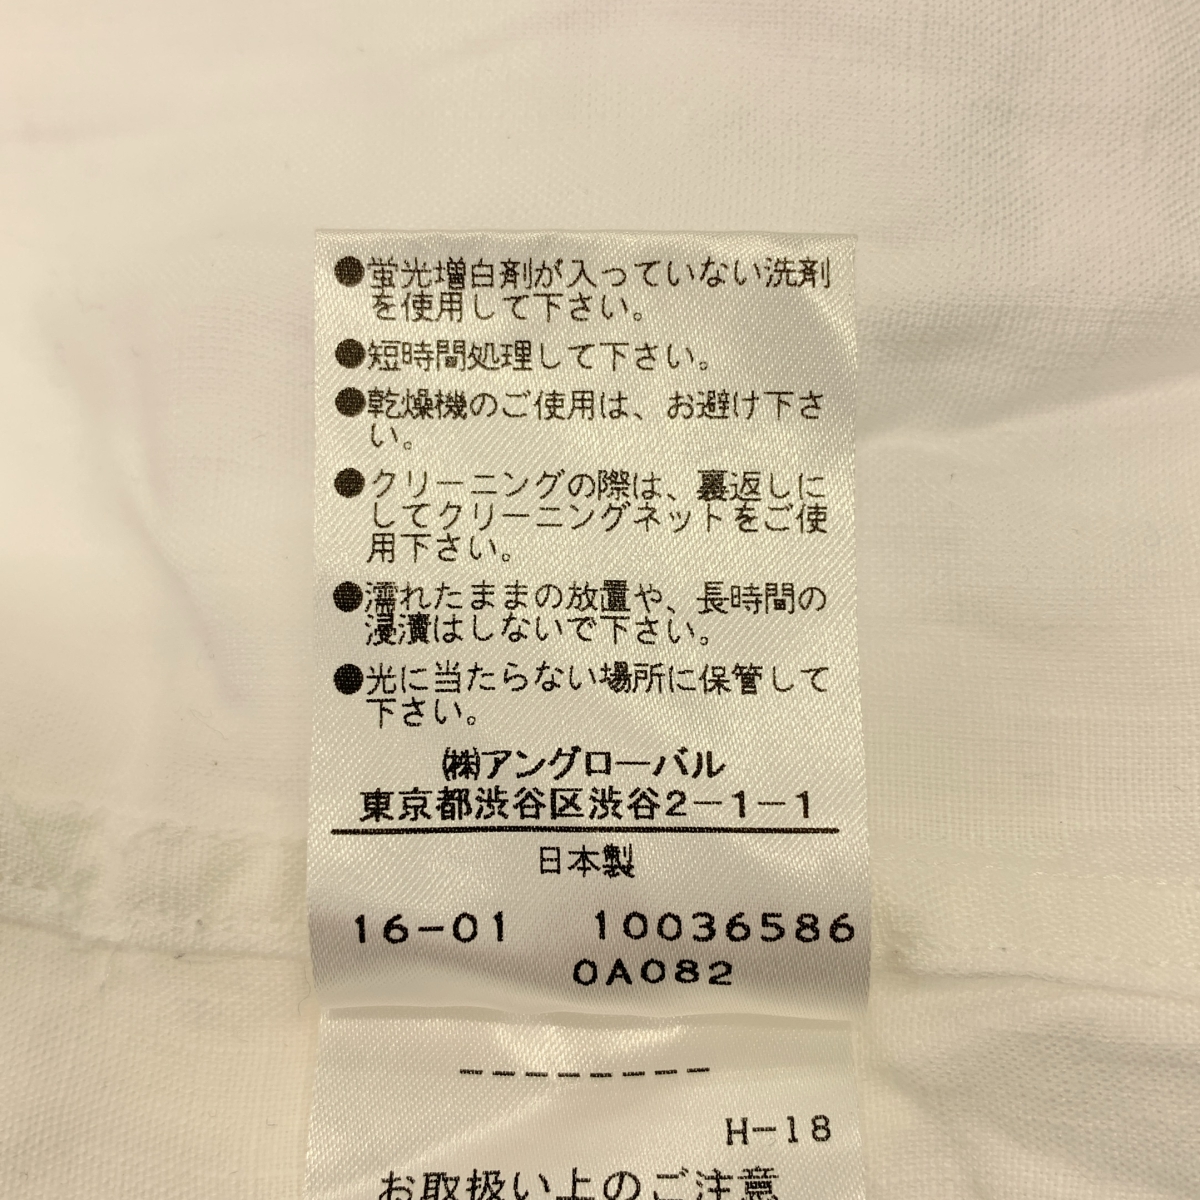 ●蛍光増白剤が入っていない洗剤
を使用して下さい。
●短時間処理して下さい。
●乾燥機のご使用は、お避け下さ
い。
●クリーニングの際は、裏返しに
してクリーニングネットをご使
用下さい。
●濡れたままの放置や、長時間の
浸漬はしないで下さい。
●光に当たらない場所に保管して
下さい。
㈱アングローバル
東京都渋谷区渋谷2-1-1
日本製
16-01 10036586
0A082
--------
H-18
お取扱い上のご注意